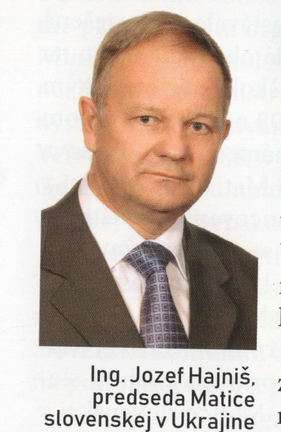 Ing. Jozef Hajniš,
predseda Matice
slovenskej v Ukrajine